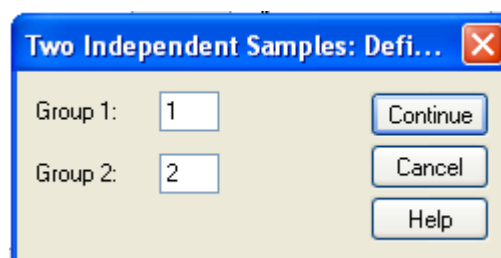 Two Independent Samples: Defi...
Group 1: 1
Continue
Group 2: 2
Cancel
Help